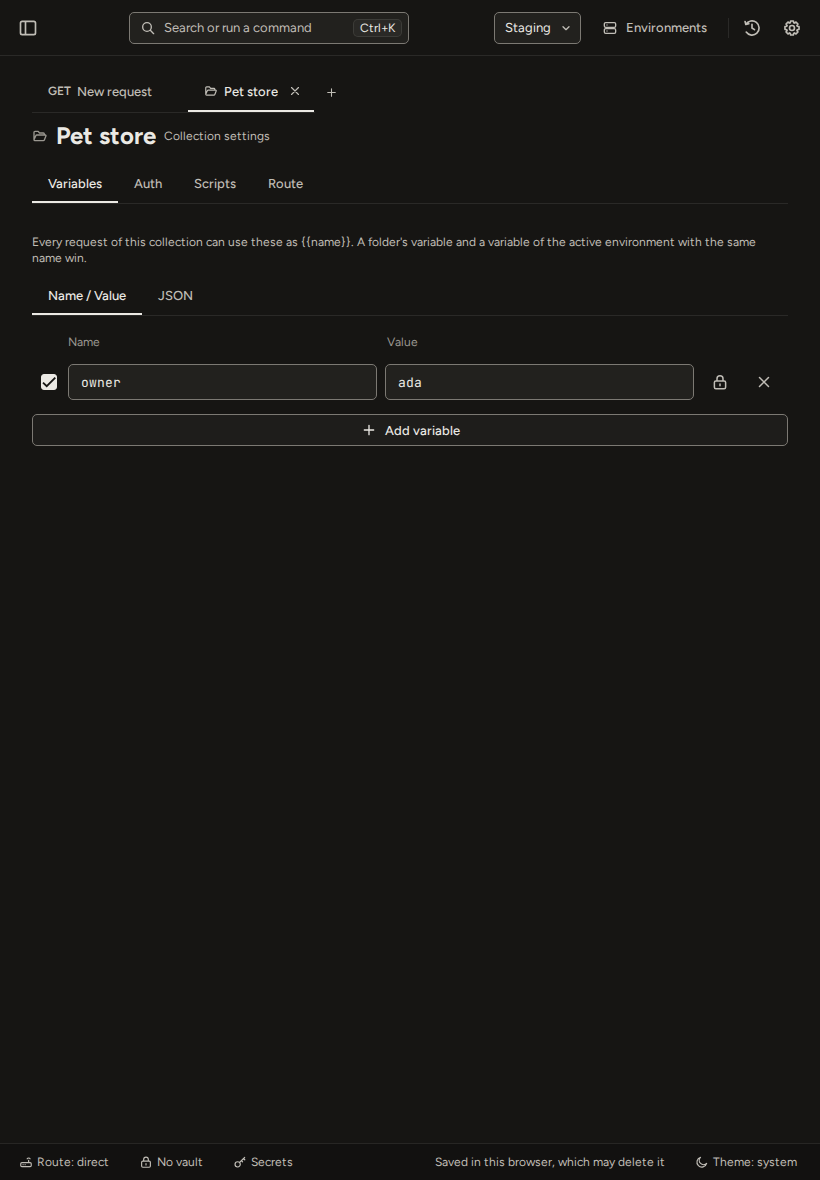 Search or run a command Ctrl+K Staging Environments
GET New request Pet store
Pet store Collection settings
Variables Auth Scripts Route
Every request of this collection can use these as {{name}}. A folder's variable and a variable of the active environment with the same
name win.
Name / Value JSON
Name Value
owner ada
Add variable
Route: direct No vault Secrets Saved in this browser, which may delete it Theme: system